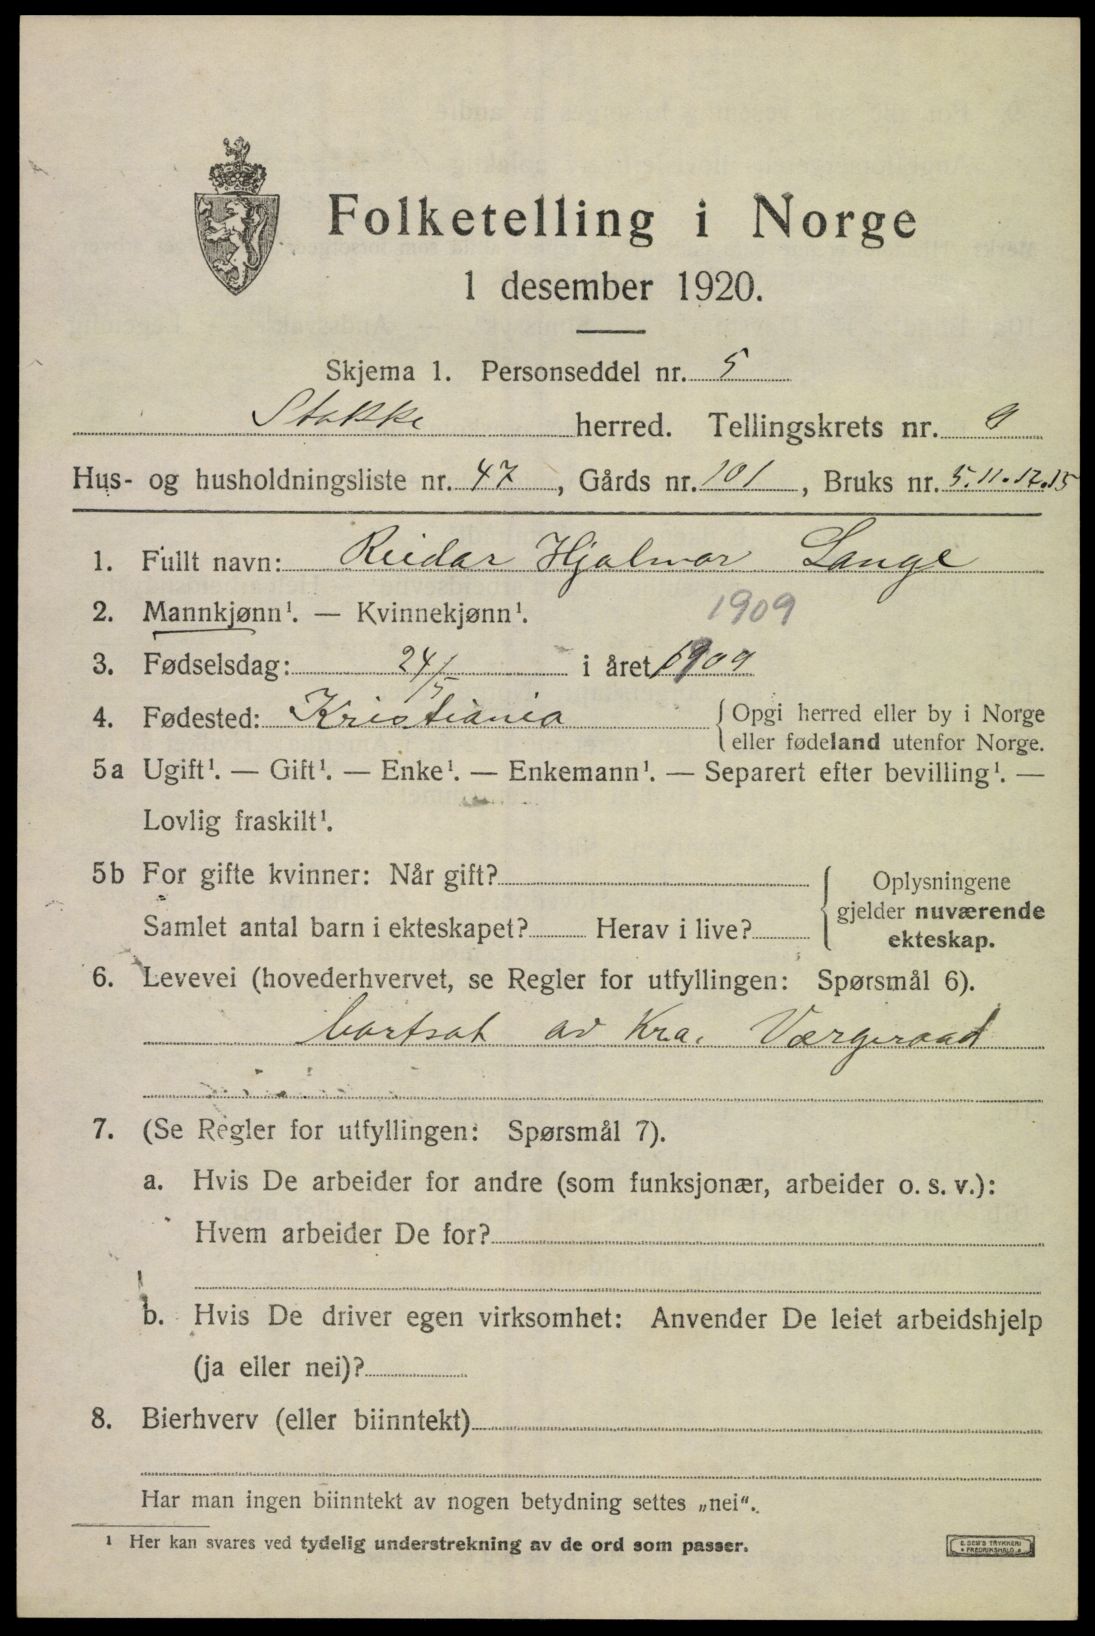 Folketelling i Norge
1 desember 1920.
Skjema 1. Personseddel nr. 5
Stokke herred. Tellingskrets nr. 9
Hus- og husholdningsliste nr. 47, Gårds nr. 101, Bruks nr. 5.11.12.15
1. Fullt navn: Reidar Hjalmar Lange
2. Mannkjønn¹. — Kvinnekjønn¹. 1909
3. Fødselsdag: 24/5 i året 1909
4. Fødested: Kristiania {Opgi herred eller by i Norge
eller fødeland utenfor Norge.
5a Ugift¹. — Gift¹. — Enke¹. — Enkemann¹. — Separert efter bevilling¹. —
Lovlig fraskilt¹.
5b For gifte kvinner: Når gift?
Samlet antal barn i ekteskapet? Herav i live?
{Oplysningene
gjelder nuværende
ekteskap.
6. Levevei (hovederhvervet, se Regler for utfyllingen: Spørsmål 6).
bortsat av Kra. Værgeraad
7. (Se Regler for utfyllingen: Spørsmål 7).
a. Hvis De arbeider for andre (som funksjonær, arbeider o. s. v.):
Hvem arbeider De for?
b. Hvis De driver egen virksomhet: Anvender De leiet arbeidshjelp
(ja eller nei)?
8. Bierhverv (eller biinntekt)
Har man ingen biinntekt av nogen betydning settes „nei“.
¹ Her kan svares ved tydelig understrekning av de ord som passer.
E. SEM'S TRYKKERI
FREDRIKSHALD